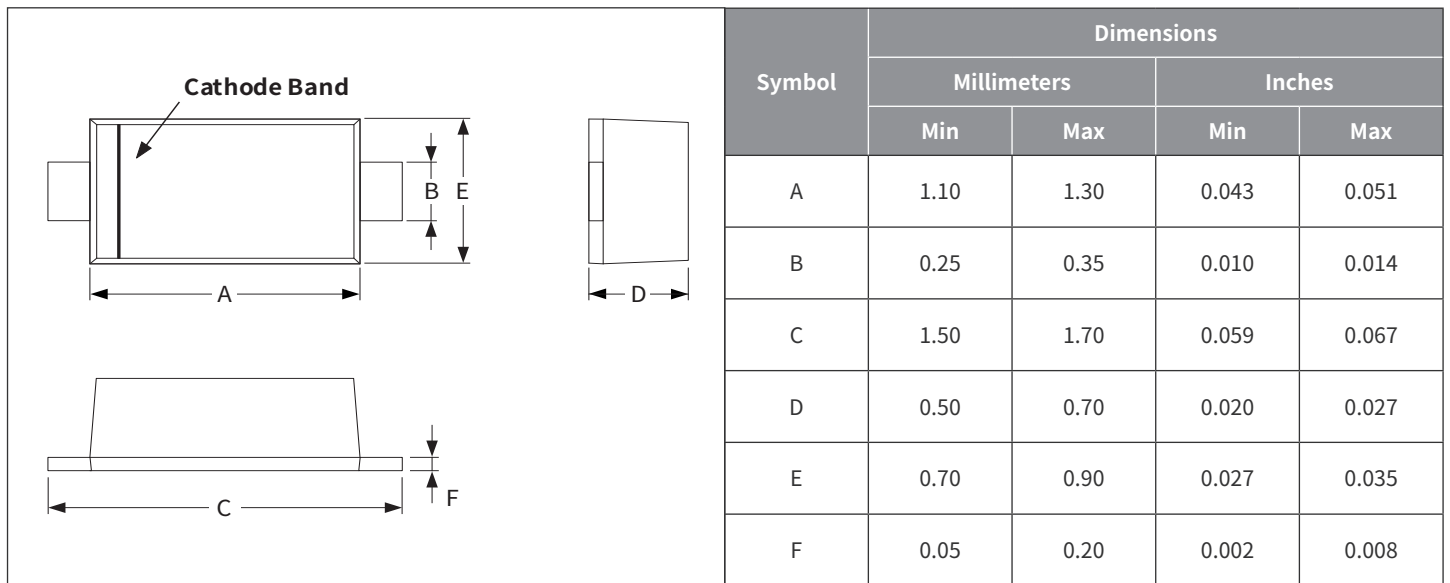 Cathode Band
B E
A
D
C
F
Dimensions
Symbol Millimeters Inches
Min Max Min Max
A 1.10 1.30 0.043 0.051
B 0.25 0.35 0.010 0.014
C 1.50 1.70 0.059 0.067
D 0.50 0.70 0.020 0.027
E 0.70 0.90 0.027 0.035
F 0.05 0.20 0.002 0.008